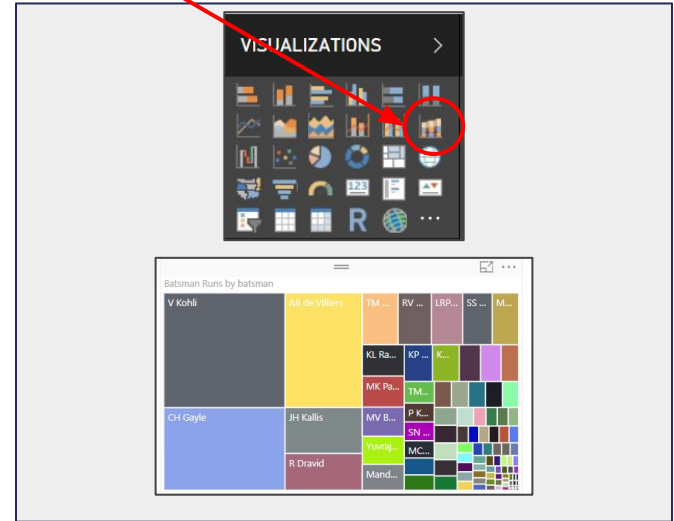 VISUALIZATIONS >
123
R
...
Batsman Runs by batsman
V Kohli
AB de Villiers
TM ...
RV ...
LRP...
SS ...
M...
KL Ra...
KP ...
K...
MK Pa...
TM...
CH Gayle
JH Kallis
MV B...
P K...
SN ...
Yuvraj...
MC...
R Dravid
Mand...